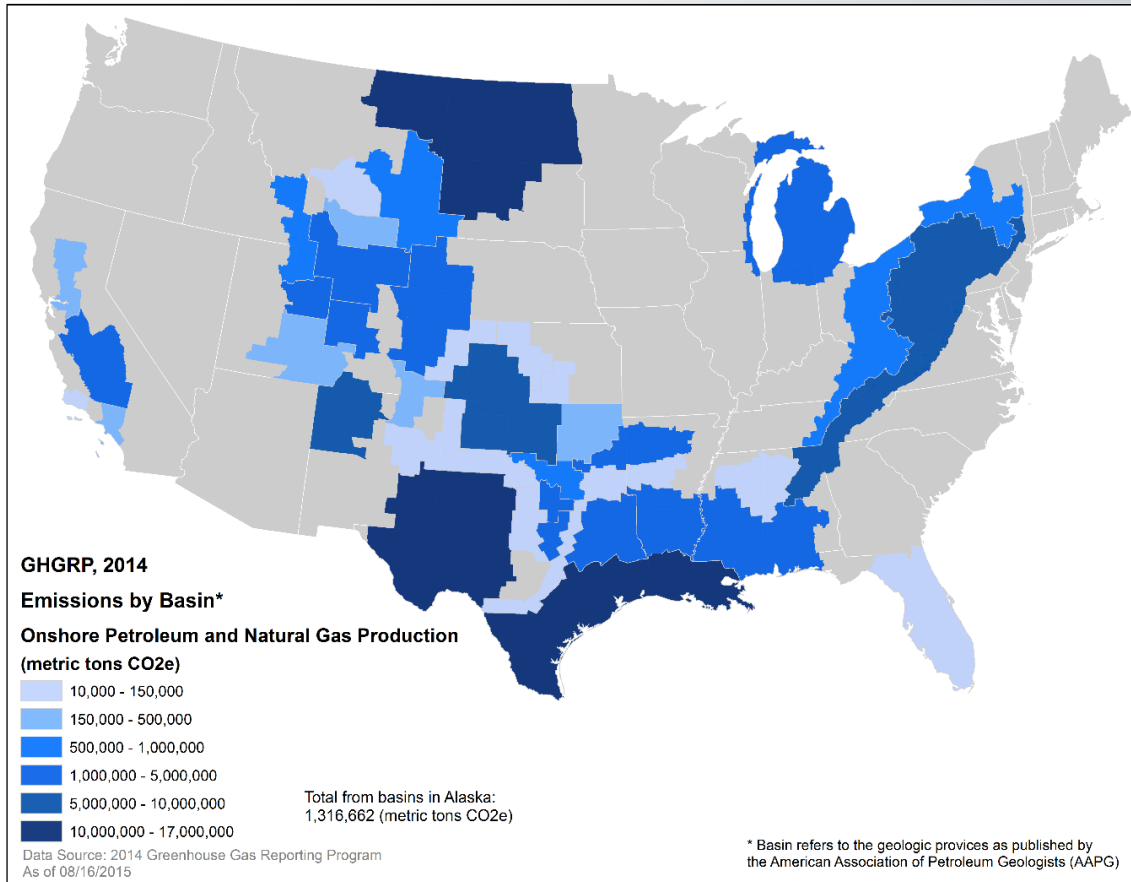 GHGRP, 2014
Emissions by Basin*
Onshore Petroleum and Natural Gas Production
(metric tons CO2e)
10,000 - 150,000
150,000 - 500,000
500,000 - 1,000,000
1,000,000 - 5,000,000
5,000,000 - 10,000,000
10,000,000 - 17,000,000
Data Source: 2014 Greenhouse Gas Reporting Program
As of 08/16/2015
Total from basins in Alaska:
1,316,662 (metric tons CO2e)
* Basin refers to the geologic provices as published by
the American Association of Petroleum Geologists (AAPG)